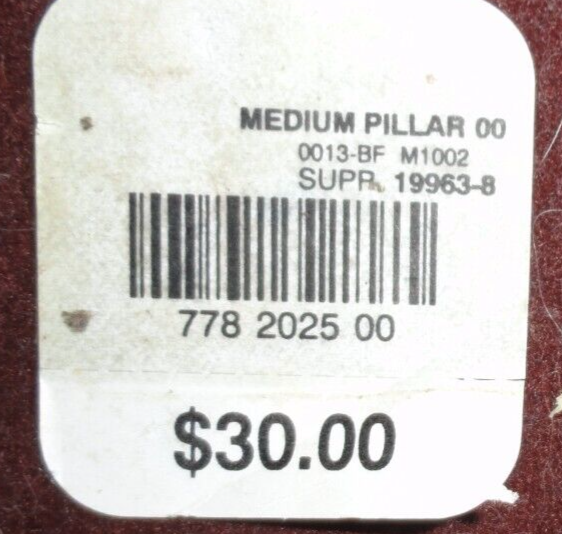 MEDIUM PILLAR 00
0013-BF M1002
SUPR. 19963-8
778 2025 00
$30.00